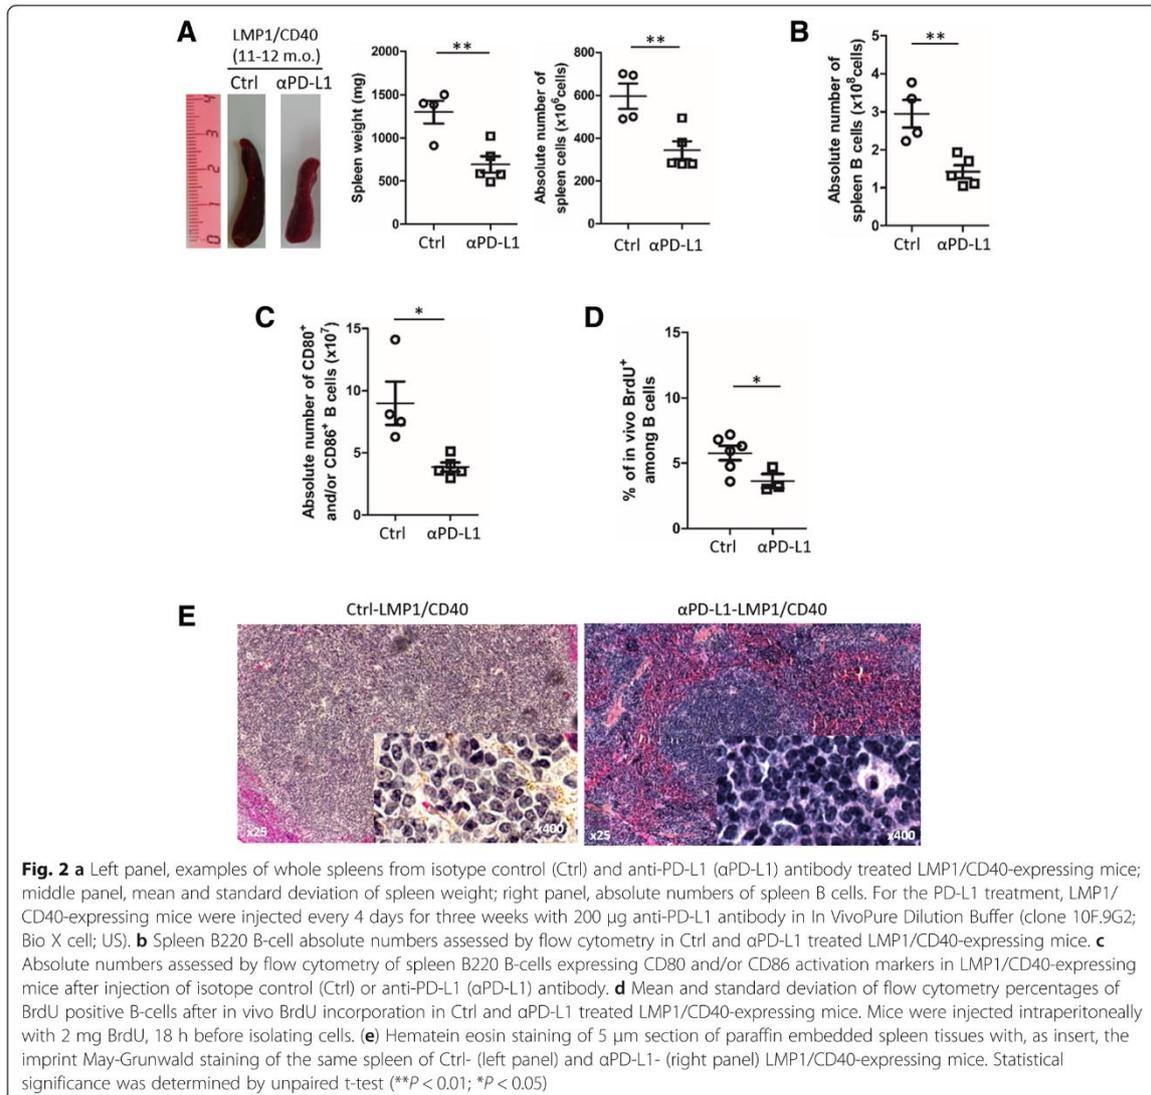 A
LMP1/CD40
(11-12 m.o.)
Ctrl αPD-L1
4
3
2
1
0
Spleen weight (mg)
2000
1500
1000
500
0
**
Ctrl αPD-L1
Absolute number of
spleen cells (x10⁶cells)
800
600
400
200
0
**
Ctrl αPD-L1
B
Absolute number of
spleen B cells (x10⁸cells)
5
4
3
2
1
0
**
Ctrl αPD-L1
C
Absolute number of CD80⁺
and/or CD86⁺ B cells (x10⁷)
15
10
5
0
*
Ctrl αPD-L1
D
% of in vivo BrdU⁺
among B cells
15
10
5
0
*
Ctrl αPD-L1
E
Ctrl-LMP1/CD40
αPD-L1-LMP1/CD40
x25
x400
x25
x400
Fig. 2 a Left panel, examples of whole spleens from isotype control (Ctrl) and anti-PD-L1 (αPD-L1) antibody treated LMP1/CD40-expressing mice;
middle panel, mean and standard deviation of spleen weight; right panel, absolute numbers of spleen B cells. For the PD-L1 treatment, LMP1/
CD40-expressing mice were injected every 4 days for three weeks with 200 μg anti-PD-L1 antibody in In VivoPure Dilution Buffer (clone 10F.9G2;
Bio X cell; US). b Spleen B220 B-cell absolute numbers assessed by flow cytometry in Ctrl and αPD-L1 treated LMP1/CD40-expressing mice. c
Absolute numbers assessed by flow cytometry of spleen B220 B-cells expressing CD80 and/or CD86 activation markers in LMP1/CD40-expressing
mice after injection of isotope control (Ctrl) or anti-PD-L1 (αPD-L1) antibody. d Mean and standard deviation of flow cytometry percentages of
BrdU positive B-cells after in vivo BrdU incorporation in Ctrl and αPD-L1 treated LMP1/CD40-expressing mice. Mice were injected intraperitoneally
with 2 mg BrdU, 18 h before isolating cells. (e) Hematein eosin staining of 5 μm section of paraffin embedded spleen tissues with, as insert, the
imprint May-Grunwald staining of the same spleen of Ctrl- (left panel) and αPD-L1- (right panel) LMP1/CD40-expressing mice. Statistical
significance was determined by unpaired t-test (**P < 0.01; *P < 0.05)